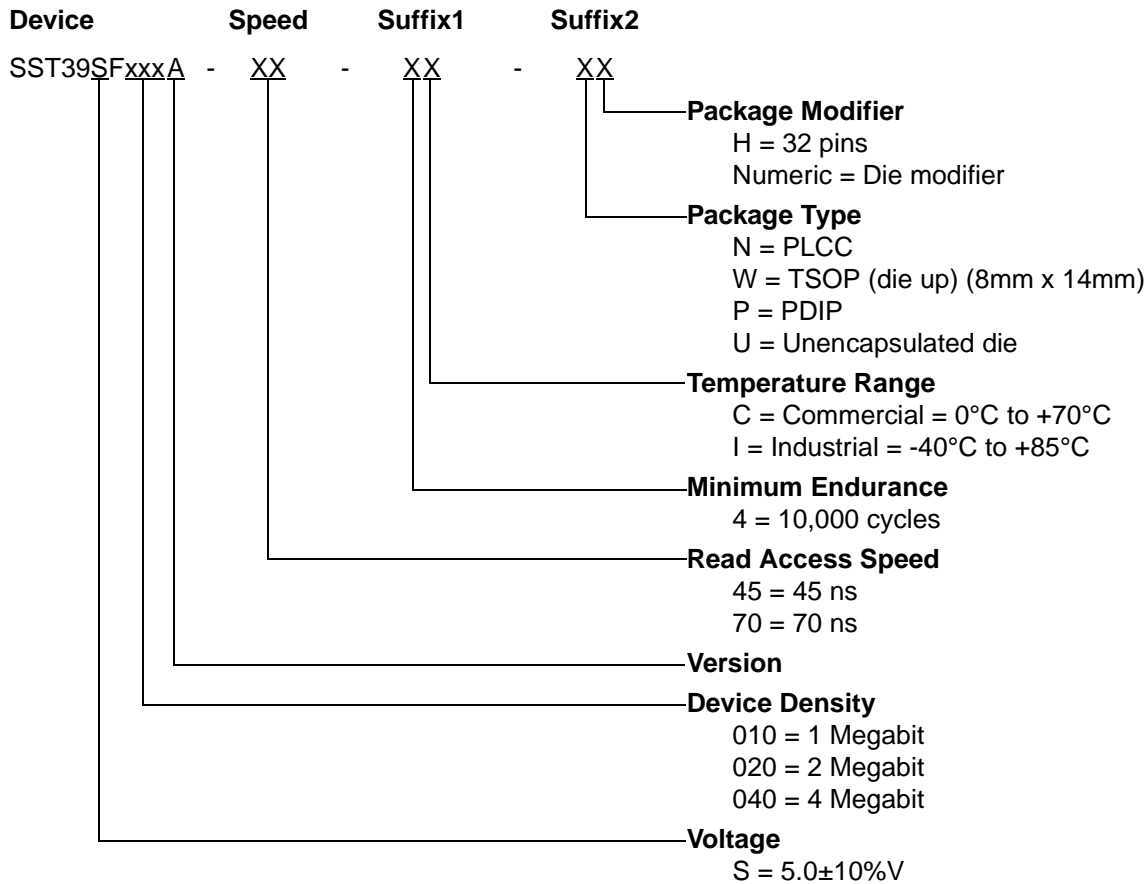 Device Speed Suffix1 Suffix2
SST39SFxxxA - XX - XX - XX
Package Modifier
H = 32 pins
Numeric = Die modifier
Package Type
N = PLCC
W = TSOP (die up) (8mm x 14mm)
P = PDIP
U = Unencapsulated die
Temperature Range
C = Commercial = 0°C to +70°C
I = Industrial = -40°C to +85°C
Minimum Endurance
4 = 10,000 cycles
Read Access Speed
45 = 45 ns
70 = 70 ns
Version
Device Density
010 = 1 Megabit
020 = 2 Megabit
040 = 4 Megabit
Voltage
S = 5.0±10%V